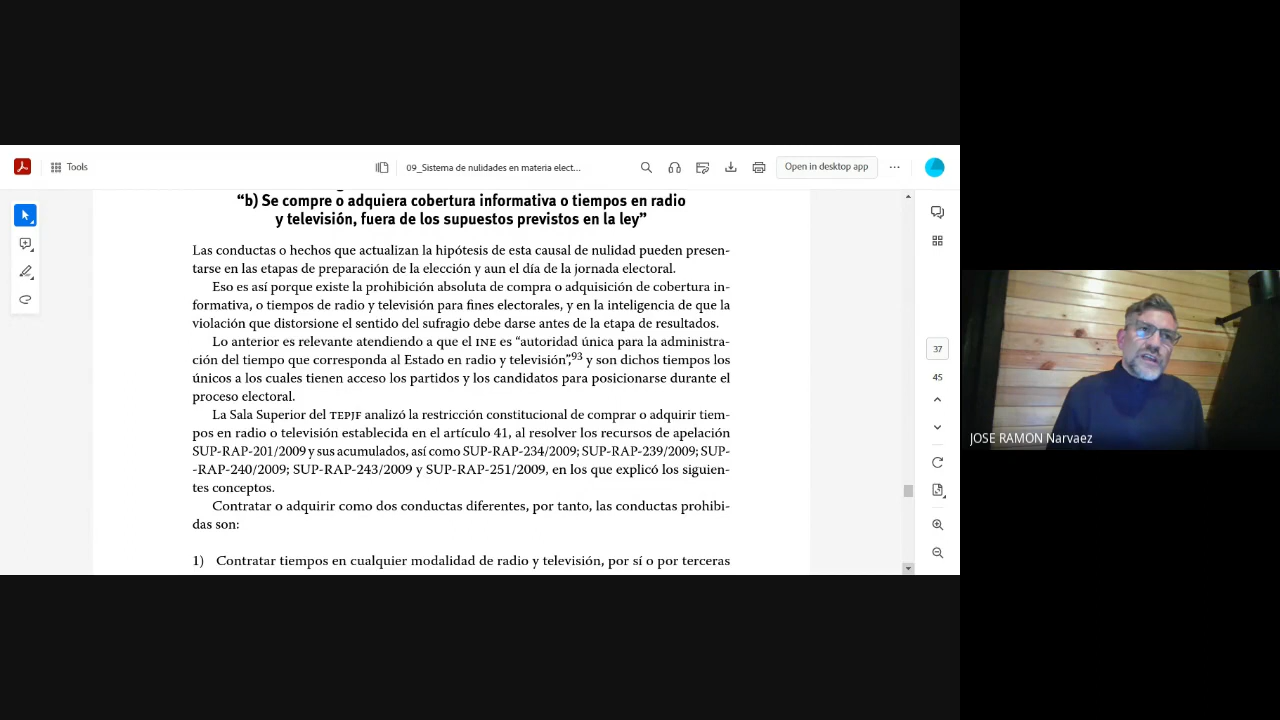 Tools
09_Sistema de nulidades en materia elect...
Open in desktop app
“b) Se compre o adquiera cobertura informativa o tiempos en radio
y televisión, fuera de los supuestos previstos en la ley”
Las conductas o hechos que actualizan la hipótesis de esta causal de nulidad pueden presen-
tarse en las etapas de preparación de la elección y aun el día de la jornada electoral.
Eso es así porque existe la prohibición absoluta de compra o adquisición de cobertura in-
formativa, o tiempos de radio y televisión para fines electorales, y en la inteligencia de que la
violación que distorsione el sentido del sufragio debe darse antes de la etapa de resultados.
Lo anterior es relevante atendiendo a que el INE es “autoridad única para la administra-
ción del tiempo que corresponda al Estado en radio y televisión”,93 y son dichos tiempos los
únicos a los cuales tienen acceso los partidos y los candidatos para posicionarse durante el
proceso electoral.
La Sala Superior del TEPJF analizó la restricción constitucional de comprar o adquirir tiem-
pos en radio o televisión establecida en el artículo 41, al resolver los recursos de apelación
SUP-RAP-201/2009 y sus acumulados, así como SUP-RAP-234/2009; SUP-RAP-239/2009; SUP-
-RAP-240/2009; SUP-RAP-243/2009 y SUP-RAP-251/2009, en los que explicó los siguien-
tes conceptos.
Contratar o adquirir como dos conductas diferentes, por tanto, las conductas prohibi-
das son:
1) Contratar tiempos en cualquier modalidad de radio y televisión, por sí o por terceras
37
45
JOSE RAMON Narvaez